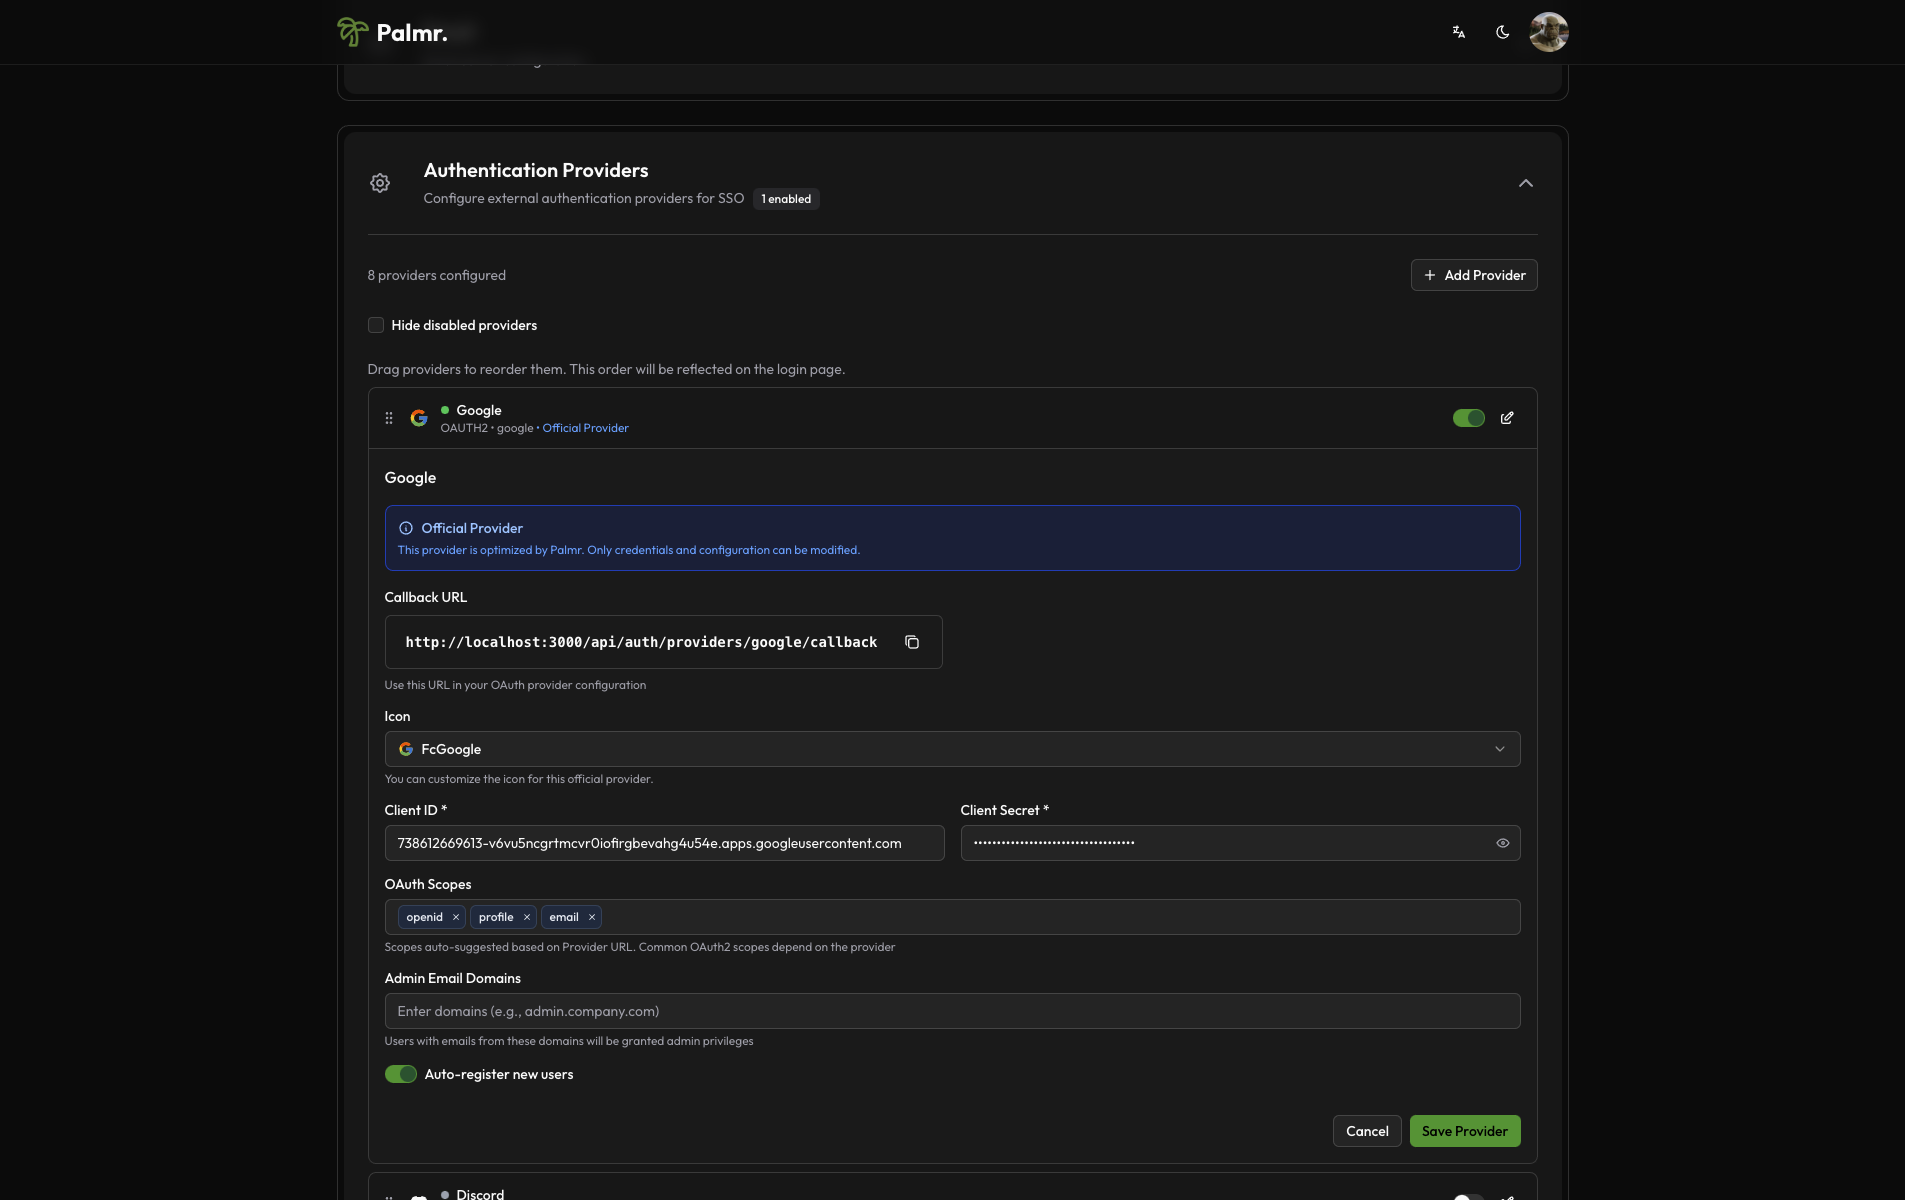 Palmr.
Authentication Providers
Configure external authentication providers for SSO 1 enabled
8 providers configured
Add Provider
Hide disabled providers
Drag providers to reorder them. This order will be reflected on the login page.
Google
OAUTH2 • google • Official Provider
Google
Official Provider
This provider is optimized by Palmr. Only credentials and configuration can be modified.
Callback URL
http://localhost:3000/api/auth/providers/google/callback
Use this URL in your OAuth provider configuration
Icon
FcGoogle
You can customize the icon for this official provider.
Client ID * Client Secret *
738612669613-v6vu5ncgrtmcvr0iofirgbevahg4u54e.apps.googleusercontent.com ••••••••••••••••••••••••••••••••••• 
OAuth Scopes
openid × profile × email ×
Scopes auto-suggested based on Provider URL. Common OAuth2 scopes depend on the provider
Admin Email Domains
Enter domains (e.g., admin.company.com)
Users with emails from these domains will be granted admin privileges
Auto-register new users
Cancel Save Provider
Discord